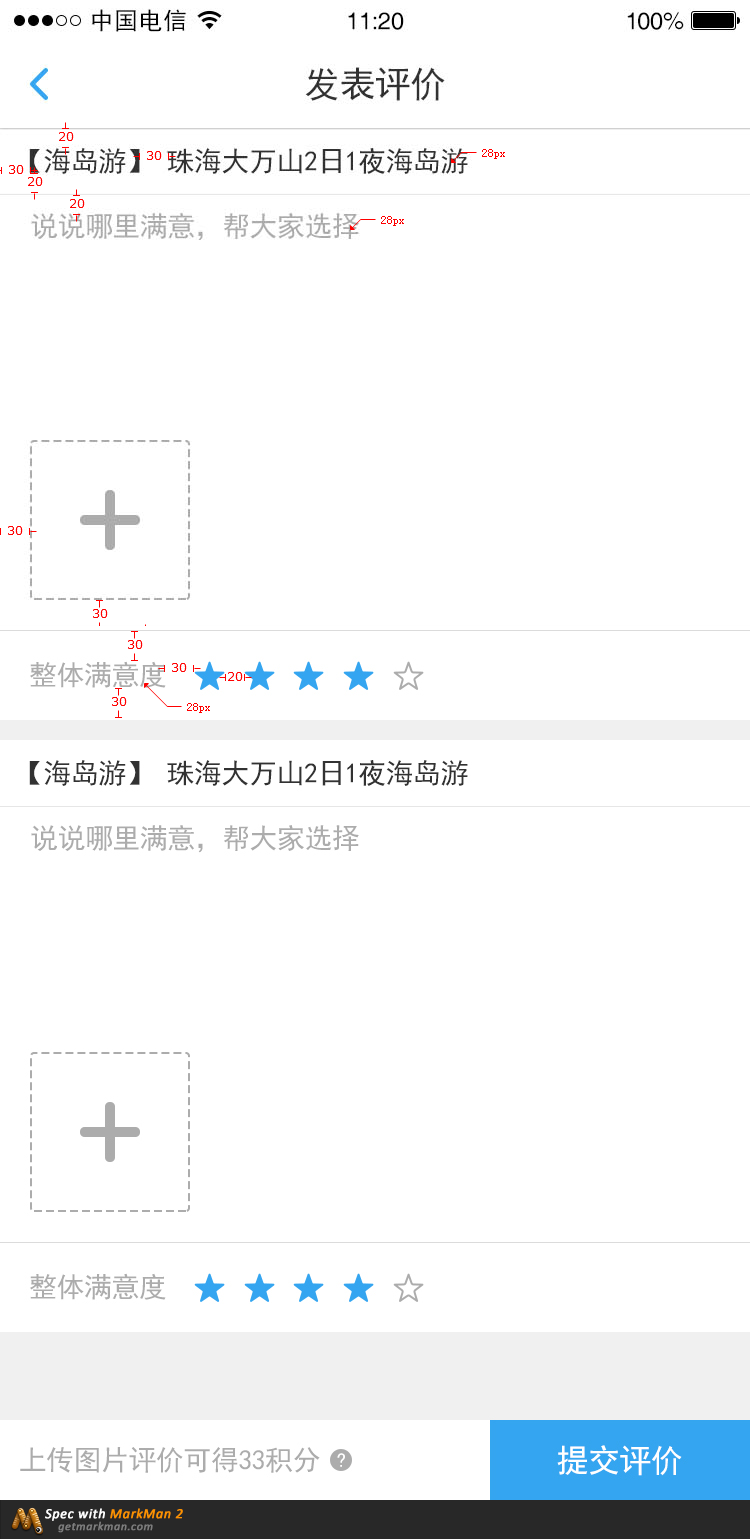 中国电信 11:20 100%
发表评价
20
【海岛游】 30 珠海大万山2日1夜海岛游 28px
30
20
20
说说哪里满意，帮大家选择 28px
30
30
30
整体满意度 30 20
30
28px
【海岛游】 珠海大万山2日1夜海岛游
说说哪里满意，帮大家选择
整体满意度
上传图片评价可得33积分 ? 提交评价
Spec with MarkMan 2
getmarkman.com